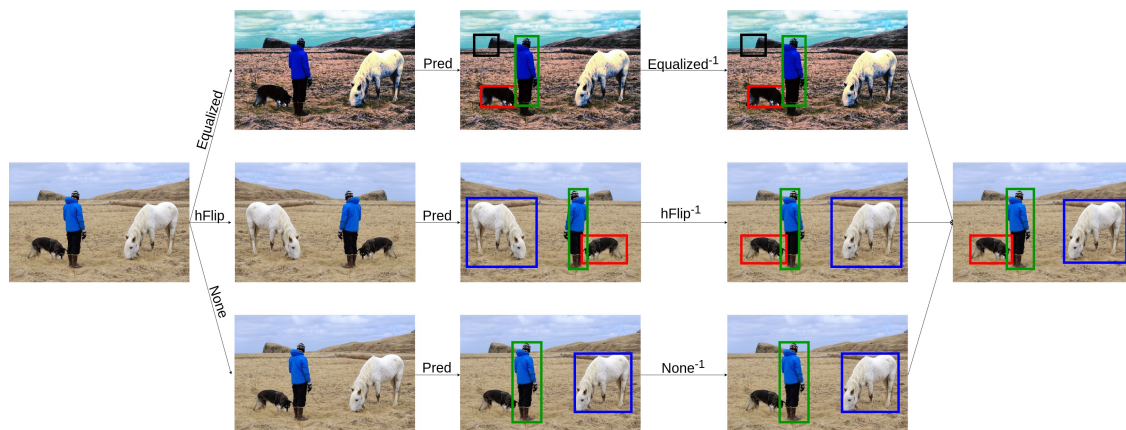 Equalized
Pred
Equalized-1
hFlip
Pred
hFlip-1
None
Pred
None-1